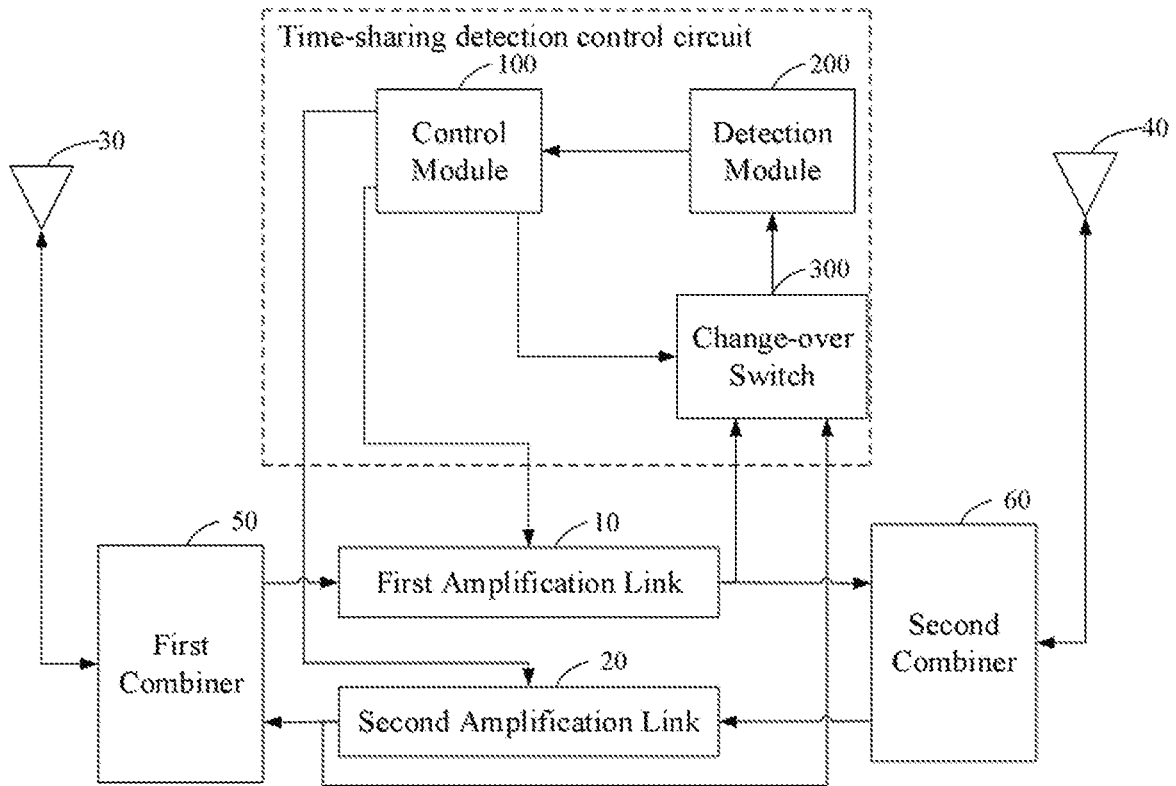 Time-sharing detection control circuit
100
200
Control
Module
Detection
Module
30
40
300
Change-over
Switch
50
10
60
First Amplification Link
First
Combiner
Second
Combiner
20
Second Amplification Link